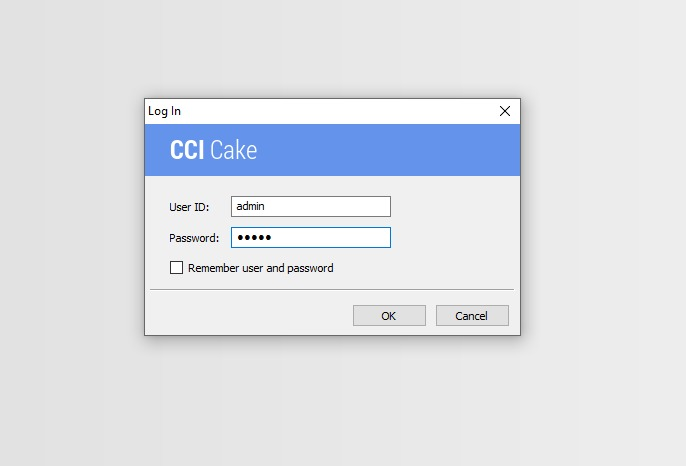 Log In
CCI Cake
User ID: admin
Password: •••••
Remember user and password
OK Cancel